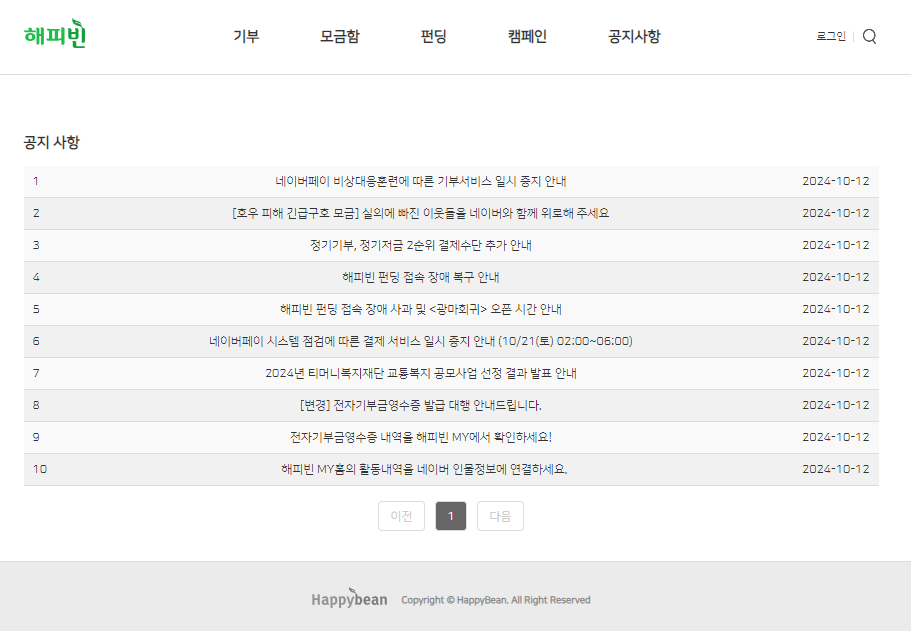 해피빈 기부 모금함 펀딩 캠페인 공지사항 로그인
공지 사항
1 네이버페이 비상대응훈련에 따른 기부서비스 일시 중지 안내 2024-10-12
2 [호우 피해 긴급구호 모금] 실의에 빠진 이웃들을 네이버와 함께 위로해 주세요 2024-10-12
3 정기기부, 정기저금 2순위 결제수단 추가 안내 2024-10-12
4 해피빈 펀딩 접속 장애 복구 안내 2024-10-12
5 해피빈 펀딩 접속 장애 사과 및 <광마회귀> 오픈 시간 안내 2024-10-12
6 네이버페이 시스템 점검에 따른 결제 서비스 일시 중지 안내 (10/21(토) 02:00~06:00) 2024-10-12
7 2024년 티머니복지재단 교통복지 공모사업 선정 결과 발표 안내 2024-10-12
8 [변경] 전자기부금영수증 발급 대행 안내드립니다. 2024-10-12
9 전자기부금영수증 내역을 해피빈 MY에서 확인하세요! 2024-10-12
10 해피빈 MY홈의 활동내역을 네이버 인물정보에 연결하세요. 2024-10-12
이전 1 다음
Happybean Copyright © HappyBean. All Right Reserved